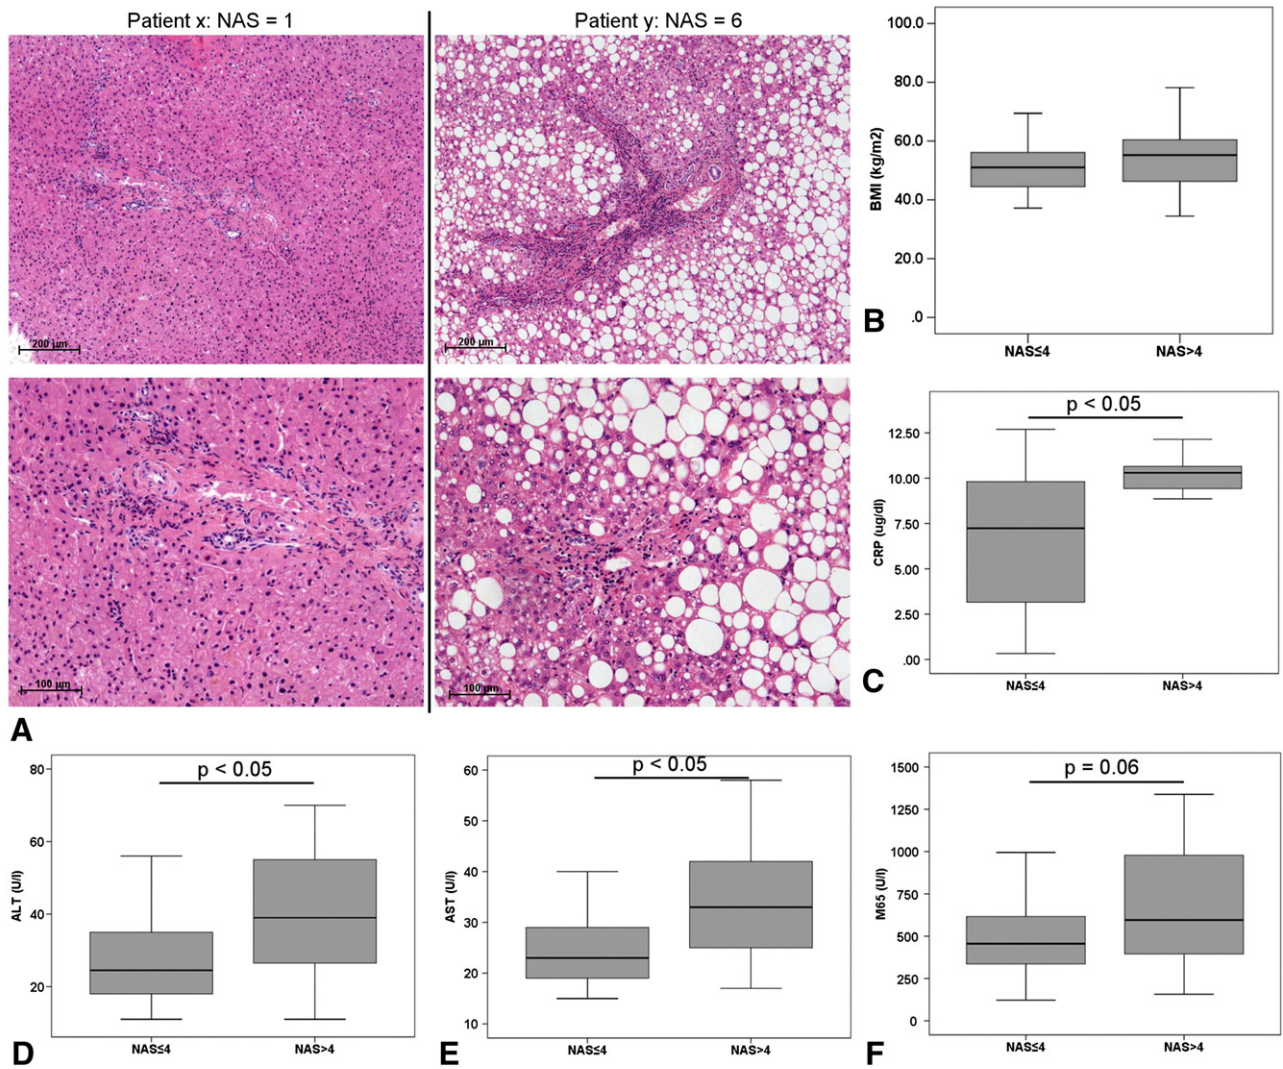 Patient x: NAS = 1
Patient y: NAS = 6
200 µm
200 µm
100 µm
100 µm
A
100.0
80.0
60.0
40.0
20.0
.0
BMI (kg/m2)
NAS≤4
NAS>4
B
p < 0.05
12.50
10.00
7.50
5.00
2.50
.00
CRP (ug/dl)
NAS≤4
NAS>4
C
p < 0.05
80
60
40
20
ALT (U/l)
NAS≤4
NAS>4
D
p < 0.05
60
50
40
30
20
10
AST (U/l)
NAS≤4
NAS>4
E
p = 0.06
1500
1250
1000
750
500
250
0
M65 (U/l)
NAS≤4
NAS>4
F